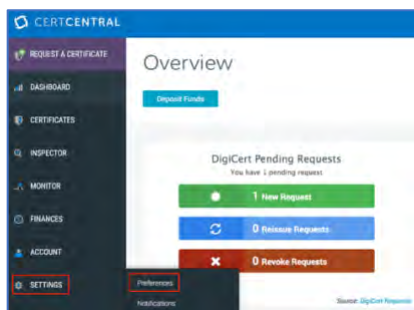 CERTCENTRAL
REQUEST A CERTIFICATE
DASHBOARD
CERTIFICATES
INSPECTOR
MONITOR
FINANCES
ACCOUNT
SETTINGS
Overview
Deposit Funds
DigiCert Pending Requests
You have 1 pending request
1 New Request
0 Reissue Requests
0 Revoke Requests
Preferences
Notifications
Source: DigiCert Requests